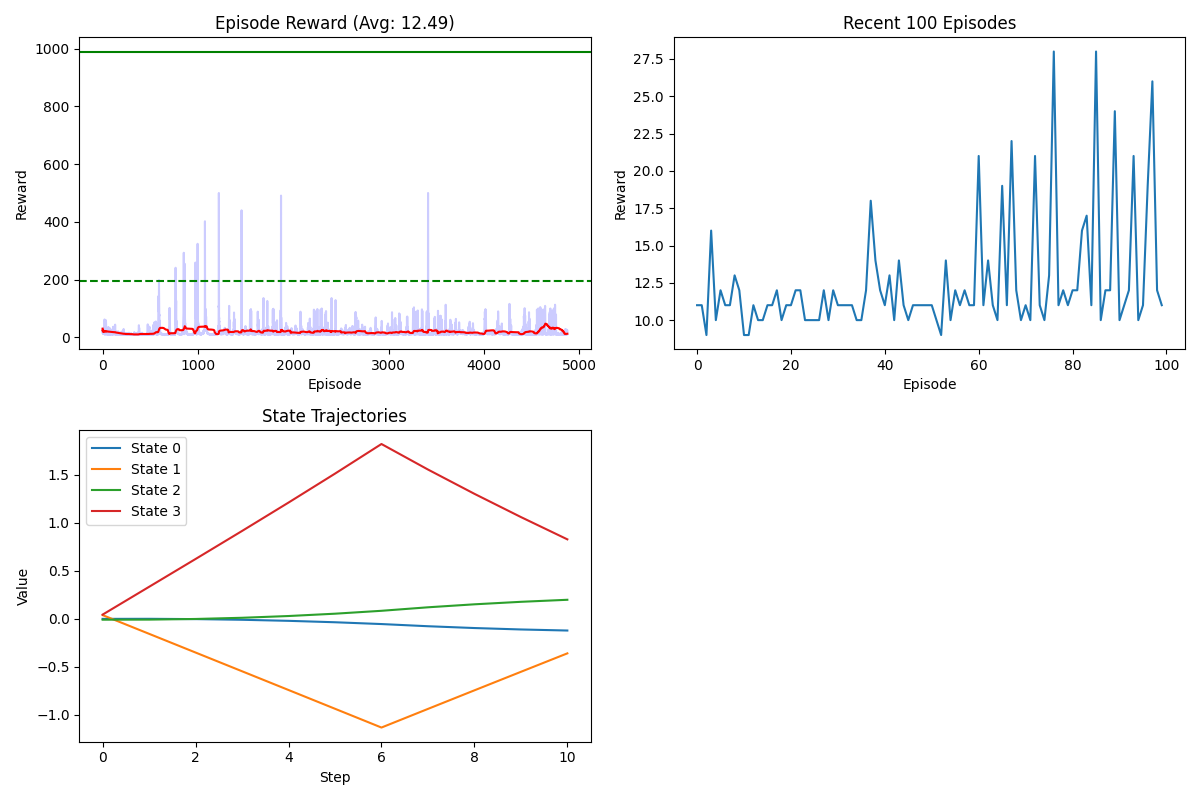 Episode Reward (Avg: 12.49)
Reward
1000
800
600
400
200
0
0 1000 2000 3000 4000 5000
Episode
Recent 100 Episodes
Reward
27.5
25.0
22.5
20.0
17.5
15.0
12.5
10.0
0 20 40 60 80 100
Episode
State Trajectories
Value
1.5
1.0
0.5
0.0
−0.5
−1.0
State 0
State 1
State 2
State 3
0 2 4 6 8 10
Step